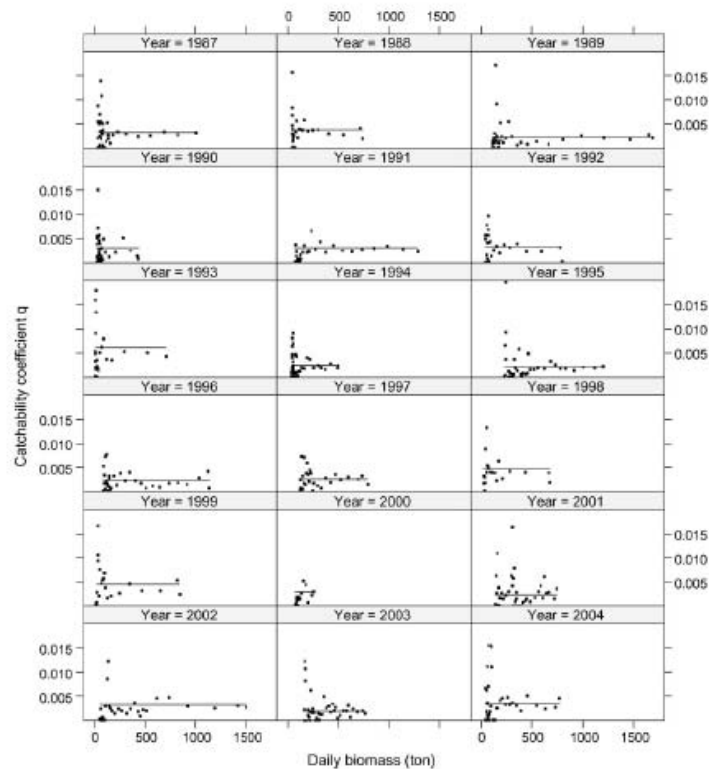 0 500 1000 1500
Year = 1987 Year = 1988 Year = 1989
0.015
0.010
0.005
Year = 1990 Year = 1991 Year = 1992
0.015
0.010
0.005
Year = 1993 Year = 1994 Year = 1995
0.015
0.010
0.005
Catchability coefficient q
Year = 1996 Year = 1997 Year = 1998
0.015
0.010
0.005
Year = 1999 Year = 2000 Year = 2001
0.015
0.010
0.005
Year = 2002 Year = 2003 Year = 2004
0.015
0.010
0.005
0 500 1000 1500 0 500 1000 1500
Daily biomass (ton)